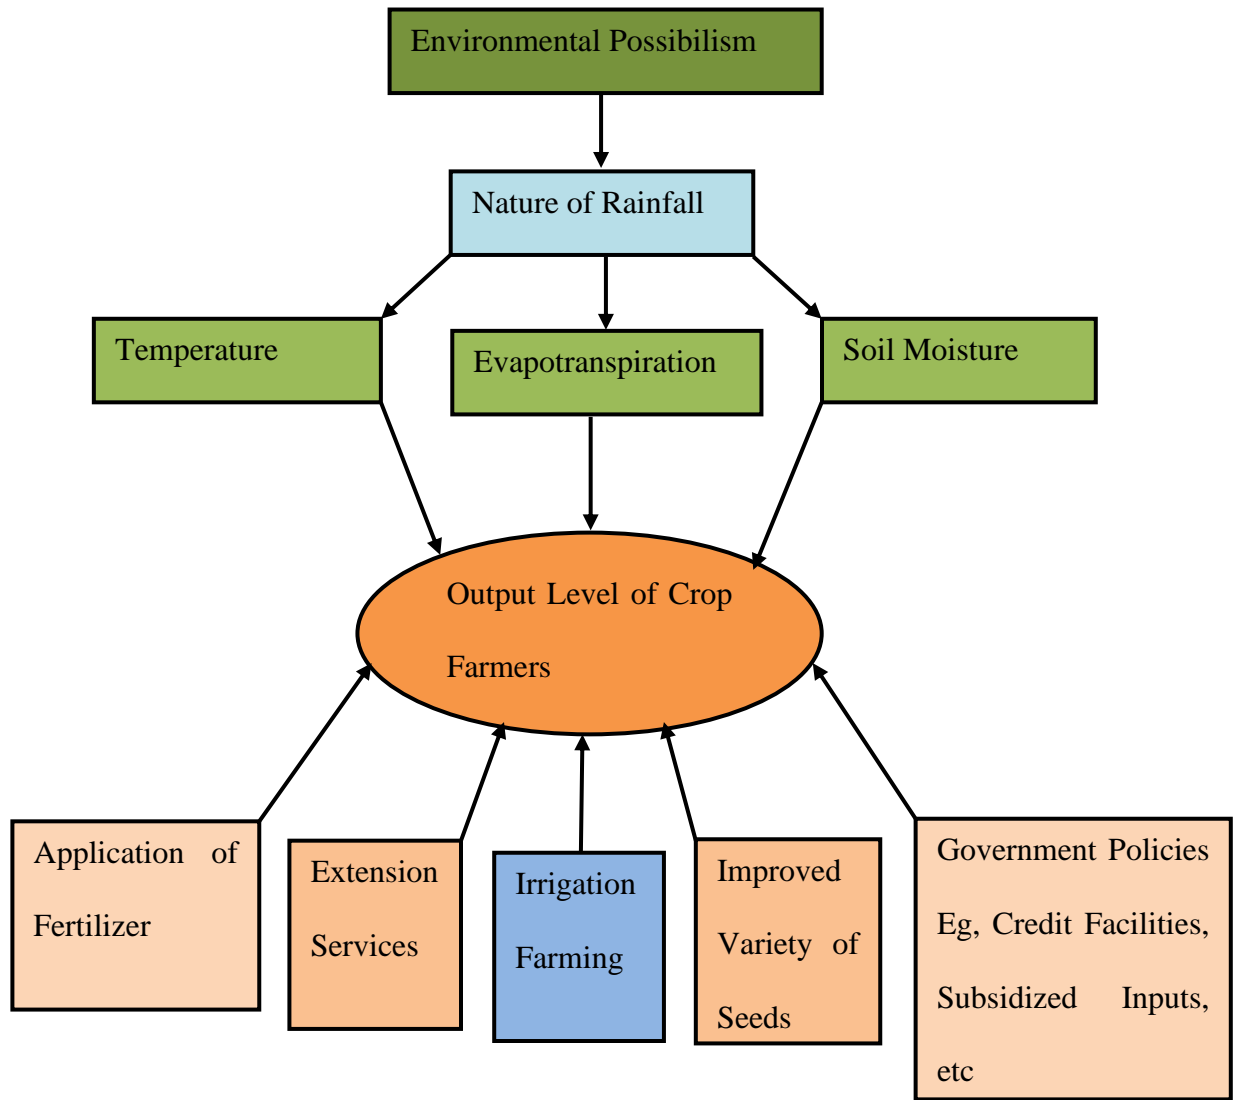 Environmental Possibilism
Nature of Rainfall
Temperature
Evapotranspiration
Soil Moisture
Output Level of Crop
Farmers
Application of
Fertilizer
Extension
Services
Irrigation
Farming
Improved
Variety of
Seeds
Government Policies
Eg, Credit Facilities,
Subsidized Inputs,
etc